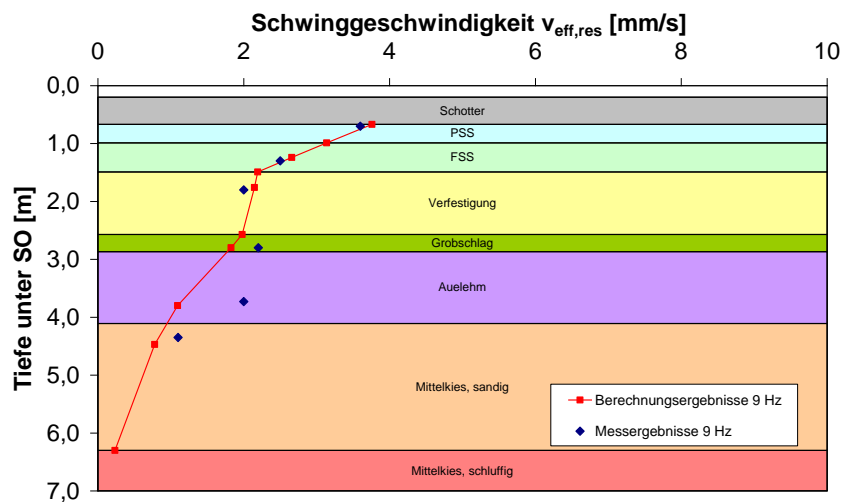 Schwinggeschwindigkeit veff,res [mm/s]
0 2 4 6 8 10
Tiefe unter SO [m]
0,0
1,0
2,0
3,0
4,0
5,0
6,0
7,0
Schotter
PSS
FSS
Verfestigung
Grobschlag
Auelehm
Mittelkies, sandig
Mittelkies, schluffig
Berechnungsergebnisse 9 Hz
Messergebnisse 9 Hz